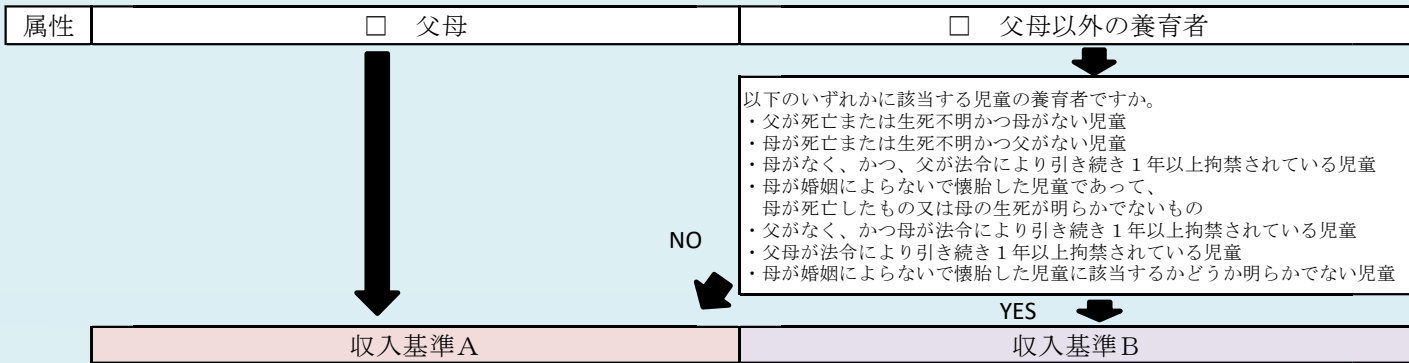 属性 □ 父母 □ 父母以外の養育者
以下のいずれかに該当する児童の養育者ですか。
・父が死亡または生死不明かつ母がない児童
・母が死亡または生死不明かつ父がない児童
・母がなく、かつ、父が法令により引き続き１年以上拘禁されている児童
・母が婚姻によらないで懐胎した児童であって、
母が死亡したもの又は母の生死が明らかでないもの
・父がなく、かつ母が法令により引き続き１年以上拘禁されている児童
・父母が法令により引き続き１年以上拘禁されている児童
・母が婚姻によらないで懐胎した児童に該当するかどうか明らかでない児童
NO
YES
収入基準Ａ 収入基準Ｂ